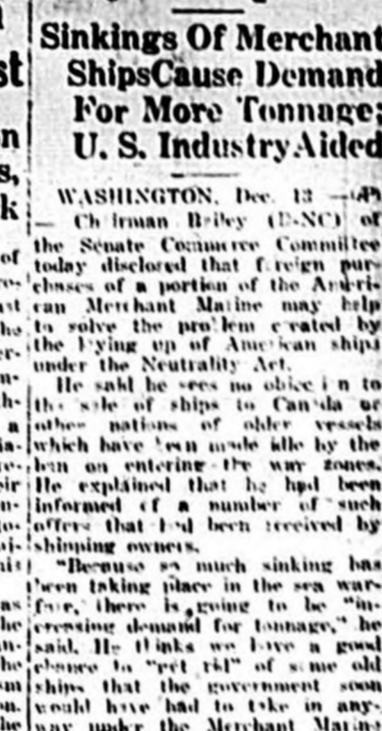 Sinkings Of Merchant
Ships Cause Demand
For More Tonnage;
U. S. Industry Aided
WASHINGTON, Dec. 13 —(AP)
— Chairman Bailey (D-NC) of
the Senate Commerce Committee
today disclosed that foreign pur-
chases of a portion of the Ameri-
can Merchant Marine may help
to solve the problem created by
the tying up of American ships
under the Neutrality Act.
He said he sees no objection to
the sale of ships to Canada or
other nations of older vessels
which have been made idle by the
ban on entering the war zones.
He explained that he had been
informed of a number of such
offers that had been received by
shipping owners.
"Because so much sinking has
been taking place in the sea war-
fare, there is going to be "in-
creasing demand for tonnage," he
said. He thinks we have a good
chance to "get rid" of some old
ships that the government soon
would have had to take in any-
way under the Merchant Marine